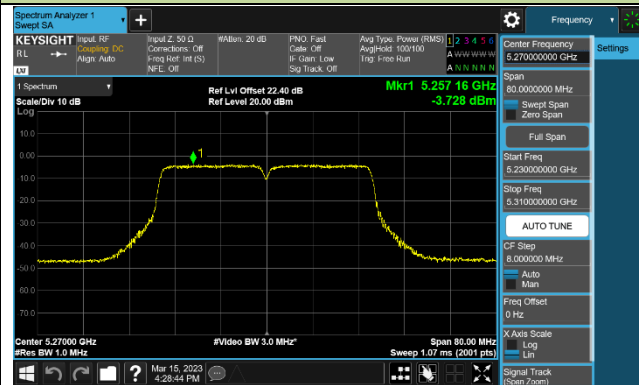 Spectrum Analyzer 1
Swept SA
Frequency
KEYSIGHT
RL
LXI
Input: RF
Coupling: DC
Align: Auto
Input Z: 50 Ω
Corrections: Off
Freq Ref: Int (S)
NFE: Off
#Atten: 20 dB
PNO: Fast
Gate: Off
IF Gain: Low
Sig Track: Off
Avg Type: Power (RMS)
Avg|Hold: 100/100
Trig: Free Run
1 2 3 4 5 6
A W W W W W
A N N N N N
1 Spectrum
Scale/Div 10 dB
Log
Ref Lvl Offset 22.40 dB
Ref Level 20.00 dBm
Mkr1 5.257 16 GHz
-3.728 dBm
10.0
0.00
-10.0
-20.0
-30.0
-40.0
-50.0
-60.0
-70.0
1
Center 5.27000 GHz
#Res BW 1.0 MHz
#Video BW 3.0 MHz*
Span 80.00 MHz
Sweep 1.07 ms (2001 pts)
Mar 15, 2023
4:28:44 PM
Center Frequency
5.270000000 GHz
Settings
Span
80.0000000 MHz
Swept Span
Zero Span
Full Span
Start Freq
5.230000000 GHz
Stop Freq
5.310000000 GHz
AUTO TUNE
CF Step
8.000000 MHz
Auto
Man
Freq Offset
0 Hz
X Axis Scale
Log
Lin
Signal Track
(Span Zoom)